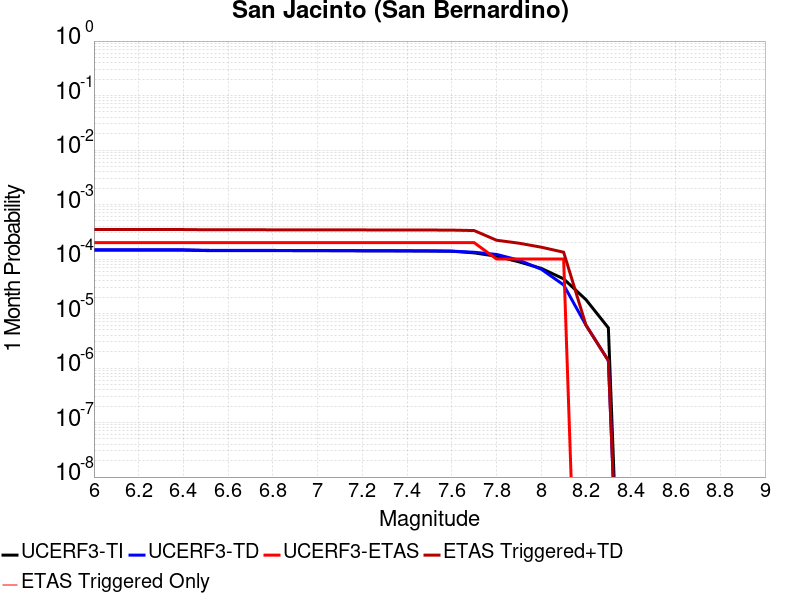 San Jacinto (San Bernardino)
10^0
10^-1
10^-2
10^-3
10^-4
10^-5
10^-6
10^-7
10^-8
1 Month Probability
6 6.2 6.4 6.6 6.8 7 7.2 7.4 7.6 7.8 8 8.2 8.4 8.6 8.8 9
Magnitude
UCERF3-TI UCERF3-TD UCERF3-ETAS ETAS Triggered+TD
ETAS Triggered Only